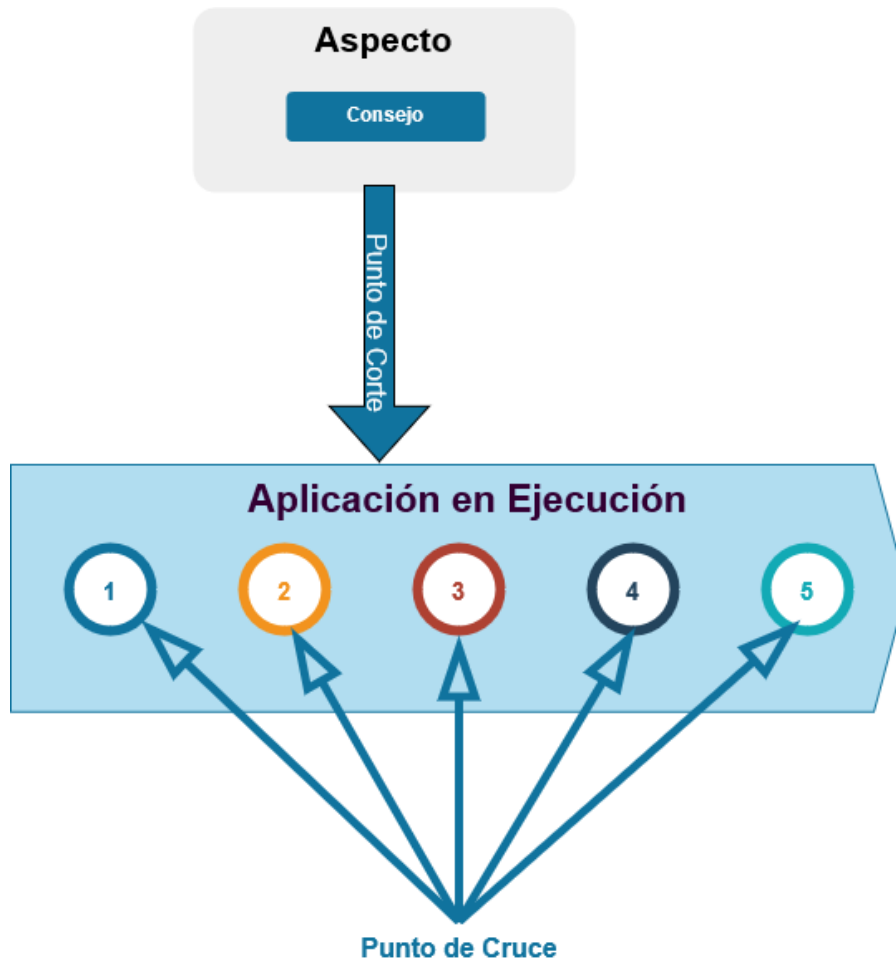 Aspecto
Consejo
Punto de Corte
Aplicación en Ejecución
1
2
3
4
5
Punto de Cruce